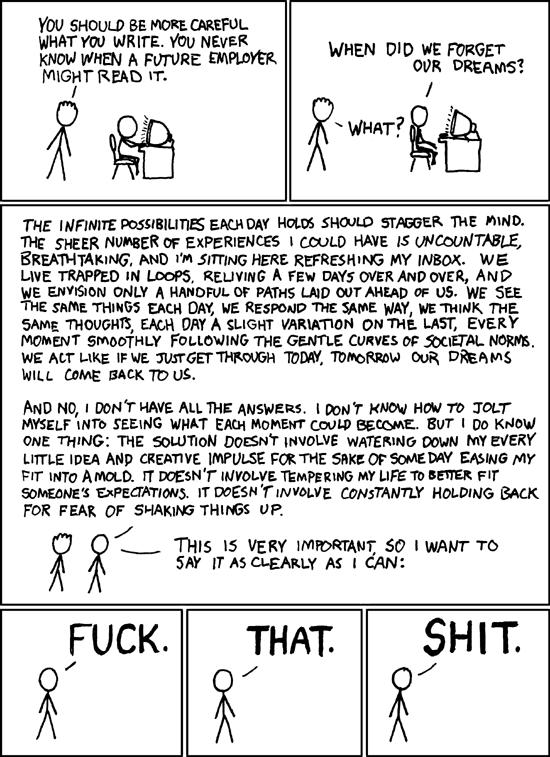 YOU SHOULD BE MORE CAREFUL
WHAT YOU WRITE. YOU NEVER
KNOW WHEN A FUTURE EMPLOYER
MIGHT READ IT.
WHEN DID WE FORGET
OUR DREAMS?
WHAT?
THE INFINITE POSSIBILITIES EACH DAY HOLDS SHOULD STAGGER THE MIND.
THE SHEER NUMBER OF EXPERIENCES I COULD HAVE IS UNCOUNTABLE,
BREATHTAKING, AND I'M SITTING HERE REFRESHING MY INBOX. WE
LIVE TRAPPED IN LOOPS, RELIVING A FEW DAYS OVER AND OVER, AND
WE ENVISION ONLY A HANDFUL OF PATHS LAID OUT AHEAD OF US. WE SEE
THE SAME THINGS EACH DAY, WE RESPOND THE SAME WAY, WE THINK THE
SAME THOUGHTS, EACH DAY A SLIGHT VARIATION ON THE LAST, EVERY
MOMENT SMOOTHLY FOLLOWING THE GENTLE CURVES OF SOCIETAL NORMS.
WE ACT LIKE IF WE JUST GET THROUGH TODAY, TOMORROW OUR DREAMS
WILL COME BACK TO US.
AND NO, I DON'T HAVE ALL THE ANSWERS. I DON'T KNOW HOW TO JOLT
MYSELF INTO SEEING WHAT EACH MOMENT COULD BECOME. BUT I DO KNOW
ONE THING: THE SOLUTION DOESN'T INVOLVE WATERING DOWN MY EVERY
LITTLE IDEA AND CREATIVE IMPULSE FOR THE SAKE OF SOMEDAY EASING MY
FIT INTO A MOLD. IT DOESN'T INVOLVE TEMPERING MY LIFE TO BETTER FIT
SOMEONE'S EXPECTATIONS. IT DOESN'T INVOLVE CONSTANTLY HOLDING BACK
FOR FEAR OF SHAKING THINGS UP.
THIS IS VERY IMPORTANT, SO I WANT TO
SAY IT AS CLEARLY AS I CAN:
FUCK.
THAT.
SHIT.